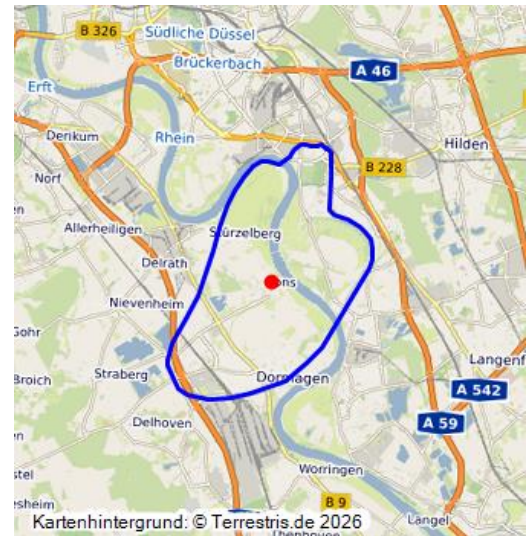 B 326
Südliche Düssel
Brückerbach
A 46
Erft
Rhein
Derikum
Hilden
B 228
Norf
Allerheiligen
Stürzelberg
Delrath
Nievenheim
Gohr
Broich
Straberg
Dormagen
Langenf
A 542
Delhoven
A 59
Worringen
B 9
Langel
Kartenhintergrund: © Terrestris.de 2026